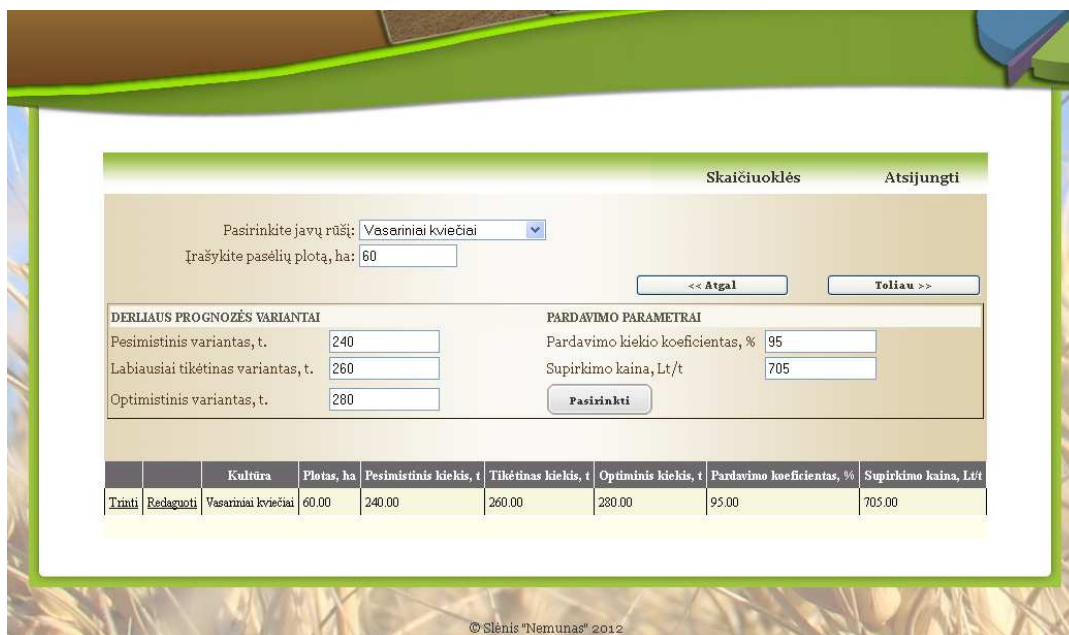 Skaičiuoklės Atsijungti
Pasirinkite javų rūšį: Vasariniai kviečiai
Įrašykite pasėlių plotą, ha: 60
<< Atgal Toliau >>
DERLIAUS PROGNOZĖS VARIANTAI PARDAVIMO PARAMETRAI
Pesimistinis variantas, t. 240 Pardavimo kiekio koeficientas, % 95
Labiausiai tikėtinas variantas, t. 260 Supirkimo kaina, Lt/t 705
Optimistinis variantas, t. 280 Pasirinkti
Kultūra Plotas, ha Pesimistinis kiekis, t Tikėtinas kiekis, t Optiminis kiekis, t Pardavimo koeficientas, % Supirkimo kaina, Lt/t
Trinti Redaguoti Vasariniai kviečiai 60.00 240.00 260.00 280.00 95.00 705.00
© Slėnis "Nemunas" 2012